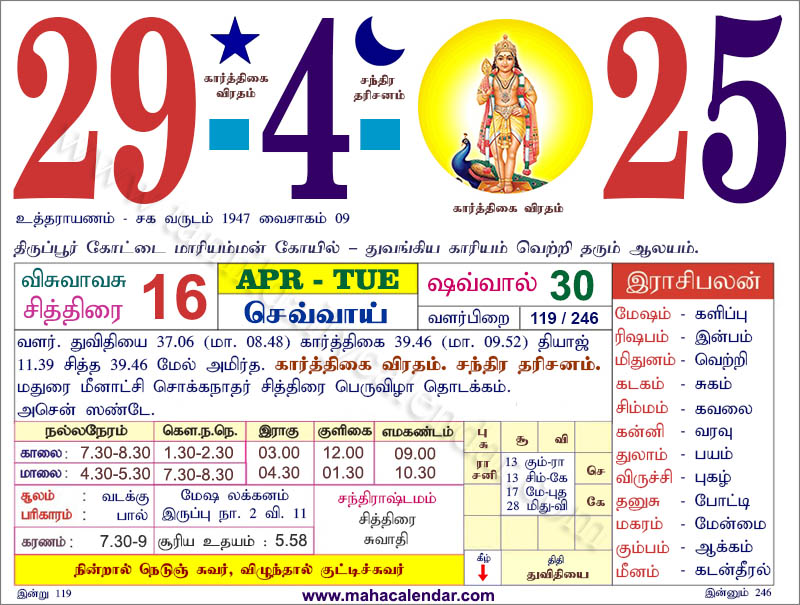 29 - 4 - 25
கார்த்திகை
விரதம்
சந்திர
தரிசனம்
கார்த்திகை விரதம்
உத்தராயணம் - சக வருடம் 1947 வைசாகம் 09
திருப்பூர் கோட்டை மாரியம்மன் கோயில் – துவங்கிய காரியம் வெற்றி தரும் ஆலயம்.
விசுவாவசு
சித்திரை 16
APR - TUE
செவ்வாய்
ஷவ்வால் 30
வளர்பிறை 119 / 246
வளர். துவிதியை 37.06 (மா. 08.48) கார்த்திகை 39.46 (மா. 09.52) தியாஜ்
11.39 சித்த 39.46 மேல் அமிர்த. கார்த்திகை விரதம். சந்திர தரிசனம்.
மதுரை மீனாட்சி சொக்கநாதர் சித்திரை பெருவிழா தொடக்கம்.
அசென் ஸண்டே.
நல்லநேரம் கௌ.ந.நெ. இராகு குளிகை எமகண்டம்
காலை: 7.30-8.30 1.30-2.30 03.00 12.00 09.00
மாலை: 4.30-5.30 7.30-8.30 04.30 01.30 10.30
சூலம் : வடக்கு
பரிகாரம் : பால்
மேஷ லக்கனம்
இருப்பு நா. 2 வி. 11
கரணம்: 7.30-9 சூரிய உதயம் : 5.58
சந்திராஷ்டமம்
சித்திரை
சுவாதி
பு
சு
சூ
வி
ரா
சனி
13 கும்-ரா
13 சிம்-கே
17 மே-புத
28 மிது-வி
செ
கே
கீழ்
திதி
துவிதியை
நின்றால் நெடுஞ் சுவர், விழுந்தால் குட்டிச்சுவர்
இராசிபலன்
மேஷம் - களிப்பு
ரிஷபம் - இன்பம்
மிதுனம் - வெற்றி
கடகம் - சுகம்
சிம்மம் - கவலை
கன்னி - வரவு
துலாம் - பயம்
விருச்சி - புகழ்
தனுசு - போட்டி
மகரம் - மேன்மை
கும்பம் - ஆக்கம்
மீனம் - கடன்தீரல்
இன்று 119
www.mahacalendar.com
இன்னும் 246